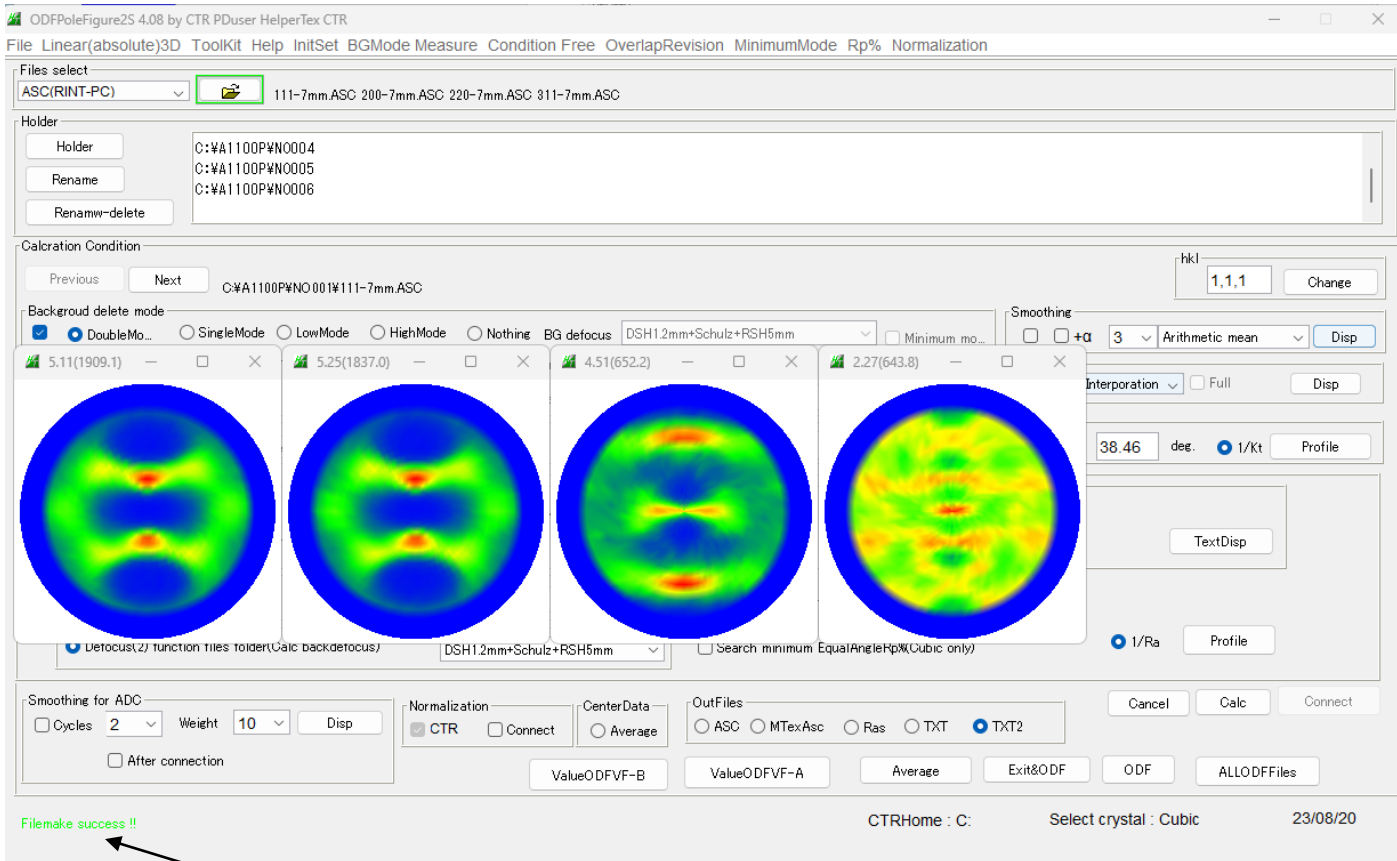 ODFPoleFigure2S 4.08 by CTR PDuser HelperTex CTR
File Linear(absolute)3D ToolKit Help InitSet BGMode Measure Condition Free OverlapRevision MinimumMode Rp% Normalization
Files select
ASC(RINT-PC) 111-7mm.ASC 200-7mm.ASC 220-7mm.ASC 311-7mm.ASC
Holder
Holder
Rename
Renamw-delete
C:¥A1100P¥NO004
C:¥A1100P¥NO005
C:¥A1100P¥NO006
Calcration Condition
Previous Next C:¥A1100P¥NO001¥111-7mm.ASC
hkl
1,1,1 Change
Backgroud delete mode
DoubleMo... SingleMode LowMode HighMode Nothing BG defocus DSH1.2mm+Schulz+RSH5mm Minimum mo...
Smoothing
+α 3 Arithmetic mean Disp
5.11(1909.1) 5.25(1837.0) 4.51(652.2) 2.27(643.8)
Interporation Full Disp
38.46 deg. 1/Kt Profile
TextDisp
Defocus(2) function files folder(Calc backdefocus) DSH1.2mm+Schulz+RSH5mm Search minimum EqualAngleRp%(Cubic only) 1/Ra Profile
Smoothing for ADC
Cycles 2 Weight 10 Disp
After connection
Normalization
CTR Connect
CenterData
Average
OutFiles
ASC MTexAsc Ras TXT TXT2
Cancel Calc Connect
ValueODFVF-B ValueODFVF-A Average Exit&ODF ODF ALLODFFiles
Filemake success !!
CTRHome : C: Select crystal : Cubic 23/08/20